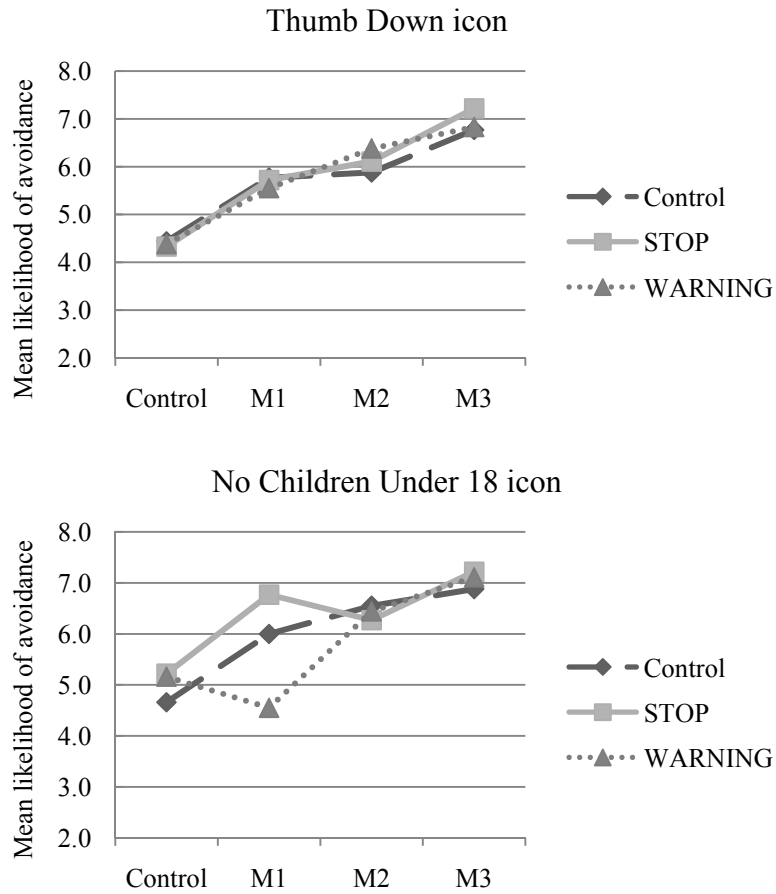 Thumb Down icon
Mean likelihood of avoidance
8.0
7.0
6.0
5.0
4.0
3.0
2.0
Control M1 M2 M3
Control
STOP
WARNING
No Children Under 18 icon
Mean likelihood of avoidance
8.0
7.0
6.0
5.0
4.0
3.0
2.0
Control M1 M2 M3
Control
STOP
WARNING